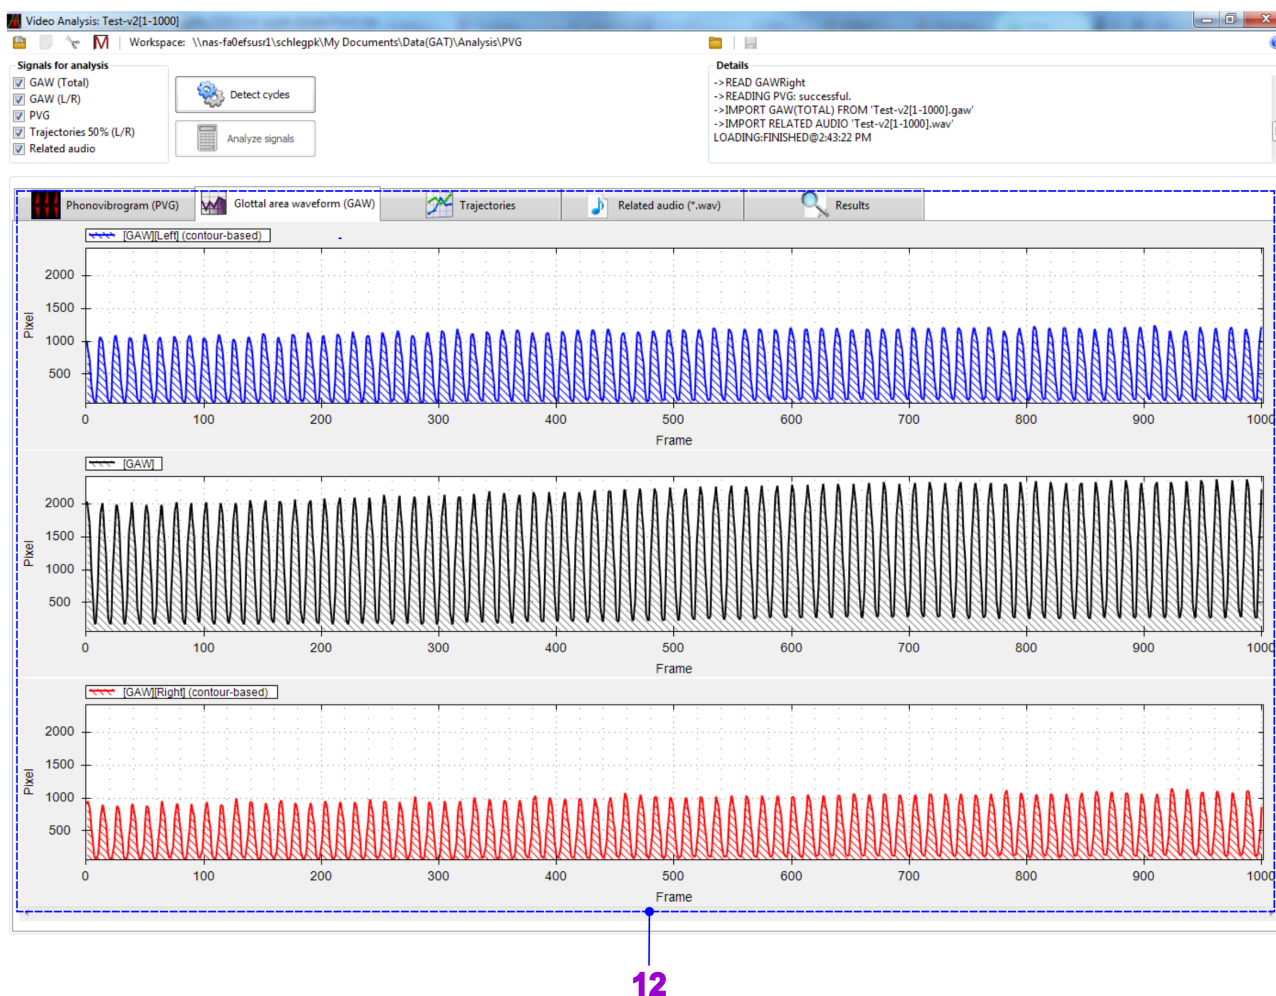 Video Analysis: Test-v2[1-1000]
Workspace: \\nas-fa0efsusr1\schlegpk\My Documents\Data(GAT)\Analysis\PVG
Signals for analysis
GAW (Total)
GAW (L/R)
PVG
Trajectories 50% (L/R)
Related audio
Detect cycles
Analyze signals
Details
->READ GAWRight
->READING PVG: successful.
->IMPORT GAW(TOTAL) FROM 'Test-v2[1-1000].gaw'
->IMPORT RELATED AUDIO 'Test-v2[1-1000].wav'
LOADING:FINISHED@2:43:22 PM
Phonovibrogram (PVG) Glottal area waveform (GAW) Trajectories Related audio (*.wav) Results
[GAW][Left] (contour-based)
Pixel
2000
1500
1000
500
0 100 200 300 400 500 600 700 800 900 1000
Frame
[GAW]
Pixel
2000
1500
1000
500
0 100 200 300 400 500 600 700 800 900 1000
Frame
[GAW][Right] (contour-based)
Pixel
2000
1500
1000
500
0 100 200 300 400 500 600 700 800 900 1000
Frame
12